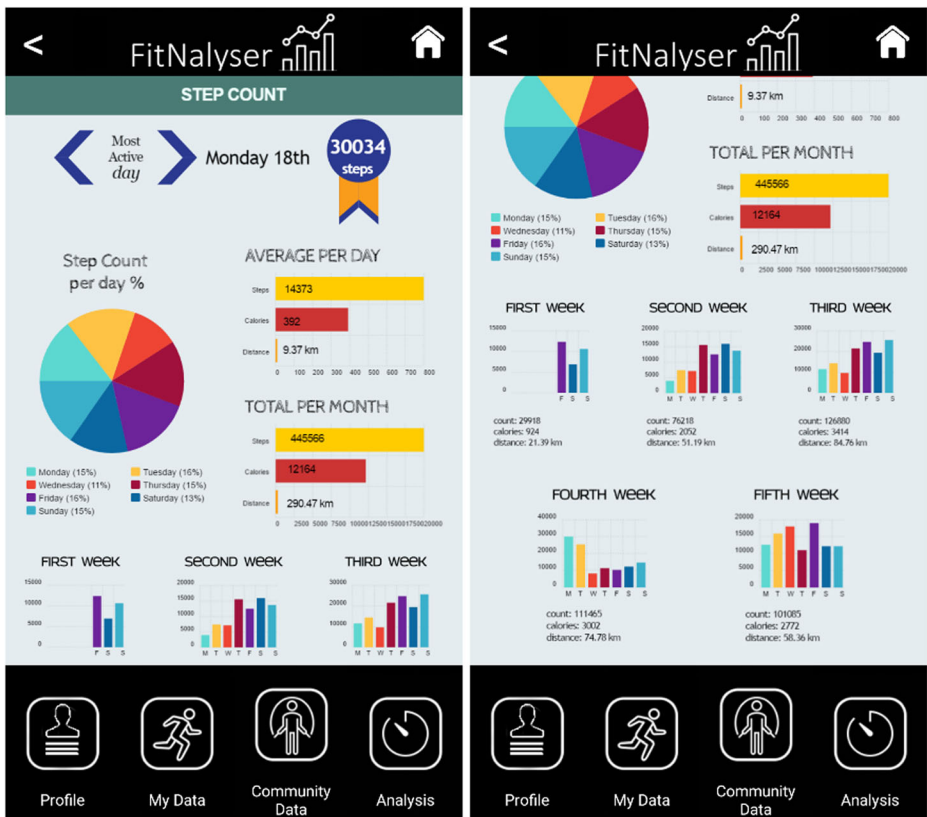 FitNalyser
STEP COUNT
Most
Active
day
Monday 18th
30034
steps
Step Count
per day %
Monday (15%)
Tuesday (16%)
Wednesday (11%)
Thursday (15%)
Friday (16%)
Saturday (13%)
Sunday (15%)
AVERAGE PER DAY
Steps 14373
Calories 392
Distance 9.37 km
0 100 200 300 400 500 600 700 800
TOTAL PER MONTH
Steps 445566
Calories 12164
Distance 290.47 km
0 2500 5000 7500 10000 12500 15000 17500 20000
FIRST WEEK
15000
10000
5000
0
F S S
SECOND WEEK
20000
15000
10000
5000
0
M T W T F S S
THIRD WEEK
30000
20000
10000
0
M T W T F S S
Profile
My Data
Community
Data
Analysis
FitNalyser
Distance 9.37 km
0 100 200 300 400 500 600 700 800
TOTAL PER MONTH
Steps 445566
Calories 12164
Distance 290.47 km
0 2500 5000 7500 10000 12500 15000 17500 20000
Monday (15%)
Tuesday (16%)
Wednesday (11%)
Thursday (15%)
Friday (16%)
Saturday (13%)
Sunday (15%)
FIRST WEEK
15000
10000
5000
0
F S S
count: 29918
calories: 924
distance: 21.39 km
SECOND WEEK
20000
15000
10000
5000
0
M T W T F S S
count: 76218
calories: 2052
distance: 51.19 km
THIRD WEEK
30000
20000
10000
0
M T W T F S S
count: 126880
calories: 3414
distance: 84.76 km
FOURTH WEEK
40000
30000
20000
10000
0
M T W T F S S
count: 111465
calories: 3002
distance: 74.78 km
FIFTH WEEK
20000
15000
10000
5000
0
M T W T F S S
count: 101085
calories: 2772
distance: 58.36 km
Profile
My Data
Community
Data
Analysis